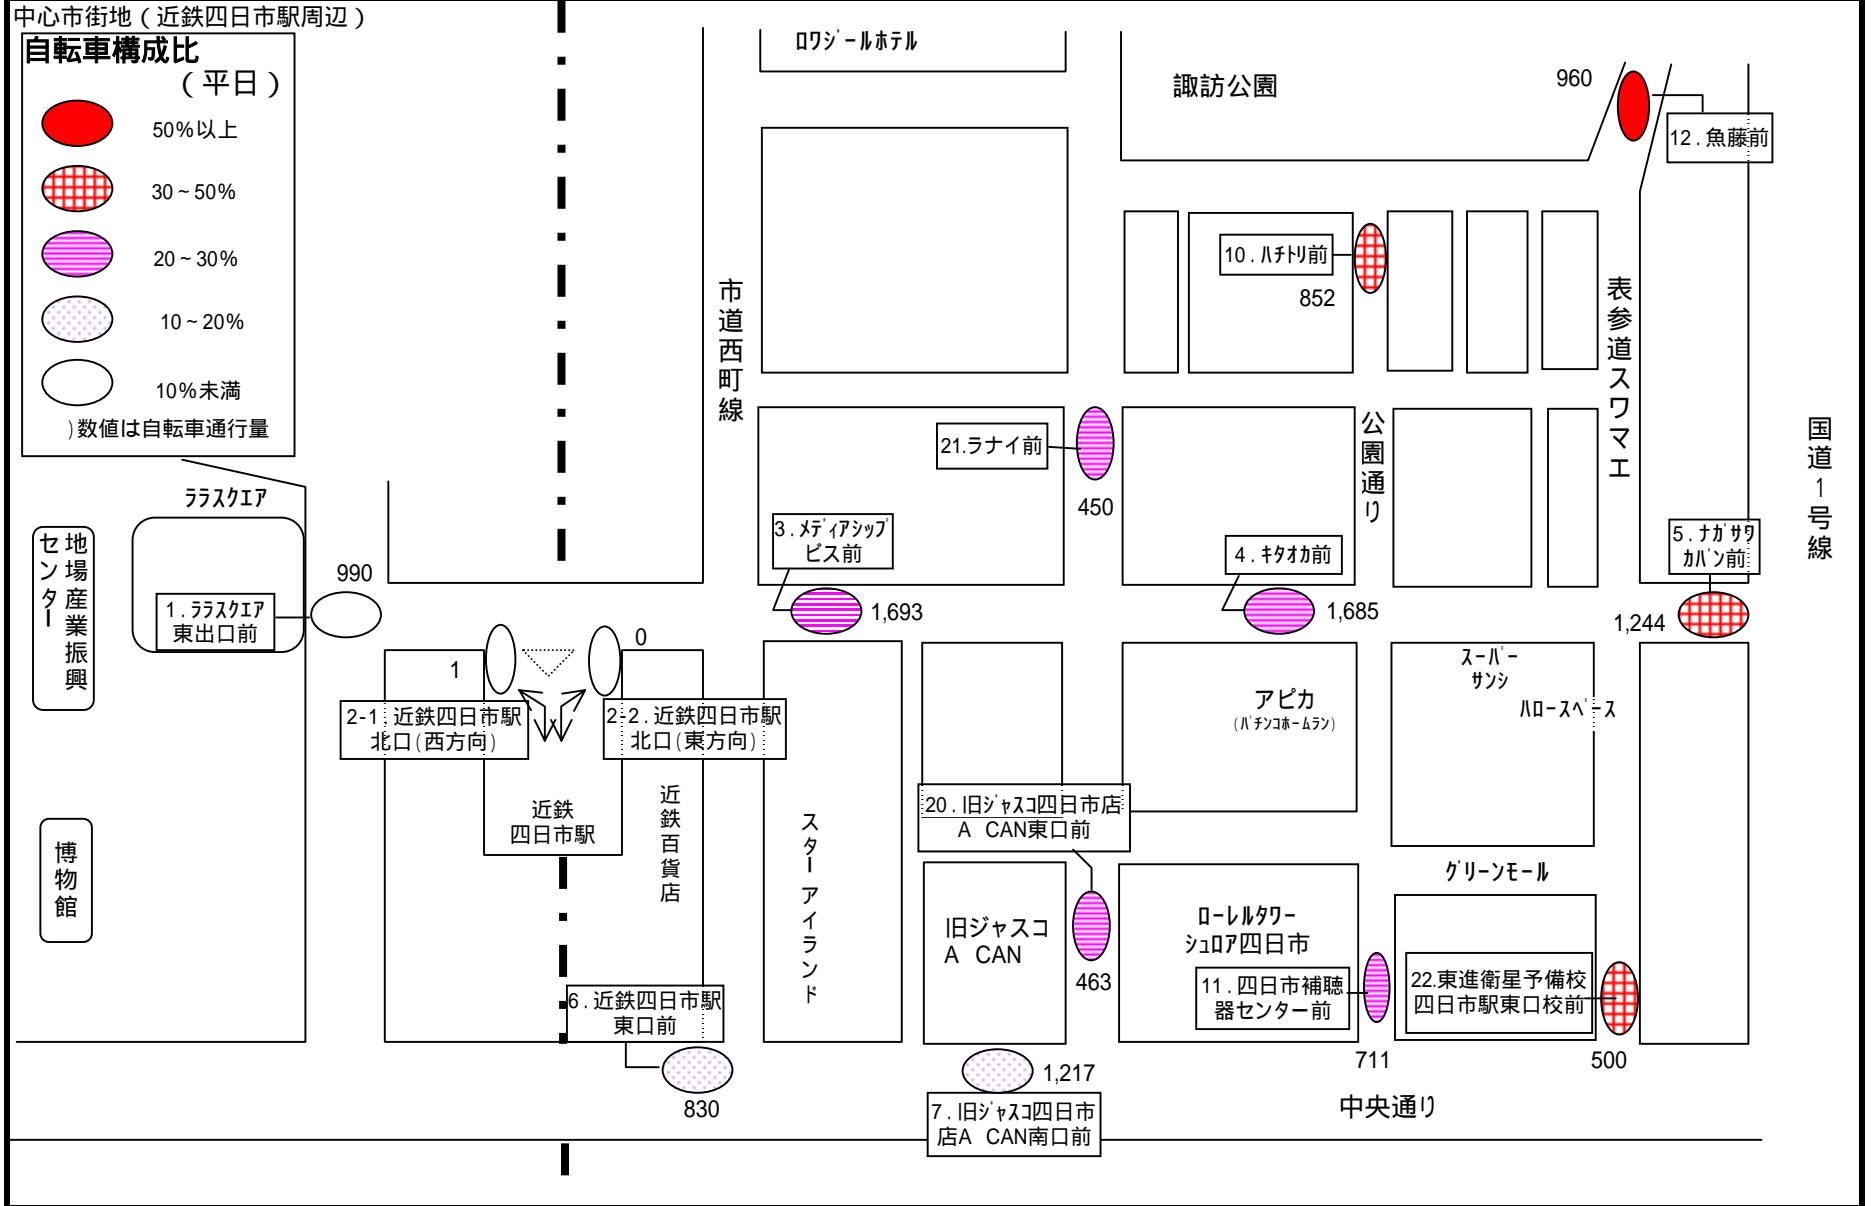 中心市街地（近鉄四日市駅周辺）
自転車構成比
（平日）
50%以上
30～50%
20～30%
10～20%
10%未満
)数値は自転車通行量
ﾛﾜｼﾞｰﾙﾎﾃﾙ
諏訪公園
960
12．魚藤前
10．ﾊﾁﾄﾘ前
852
市道西町線
表参道スワマエ
公園通り
国道1号線
21.ラナイ前
450
3．ﾒﾃﾞｨｱｼｯﾌﾟ
ビス前
1,693
4．ｷﾀｵｶ前
1,685
5．ﾅｶﾞｻﾜ
ｶﾊﾞﾝ前
1,244
ﾗﾗｽｸｴｱ
地場産業振興
センター
990
1．ﾗﾗｽｸｴｱ
東出口前
1
0
2-1．近鉄四日市駅
北口(西方向)
2-2．近鉄四日市駅
北口(東方向)
近鉄
四日市駅
近鉄百貨店
スターアイランド
アピカ
(ﾊﾟﾁﾝｺﾎｰﾑﾗﾝ)
ｽｰﾊﾟｰ
ｻﾝｼ
ﾊﾛｰｽﾍﾟｰｽ
博物館
20．旧ｼﾞｬｽｺ四日市店
A CAN東口前
旧ジャスコ
A CAN
463
ﾛｰﾚﾙﾀﾜｰ
ｼｭﾛｱ四日市
11．四日市補聴
器センター前
711
ｸﾞﾘｰﾝﾓｰﾙ
22.東進衛星予備校
四日市駅東口校前
500
6．近鉄四日市駅
東口前
830
1,217
7．旧ｼﾞｬｽｺ四日市
店A CAN南口前
中央通り